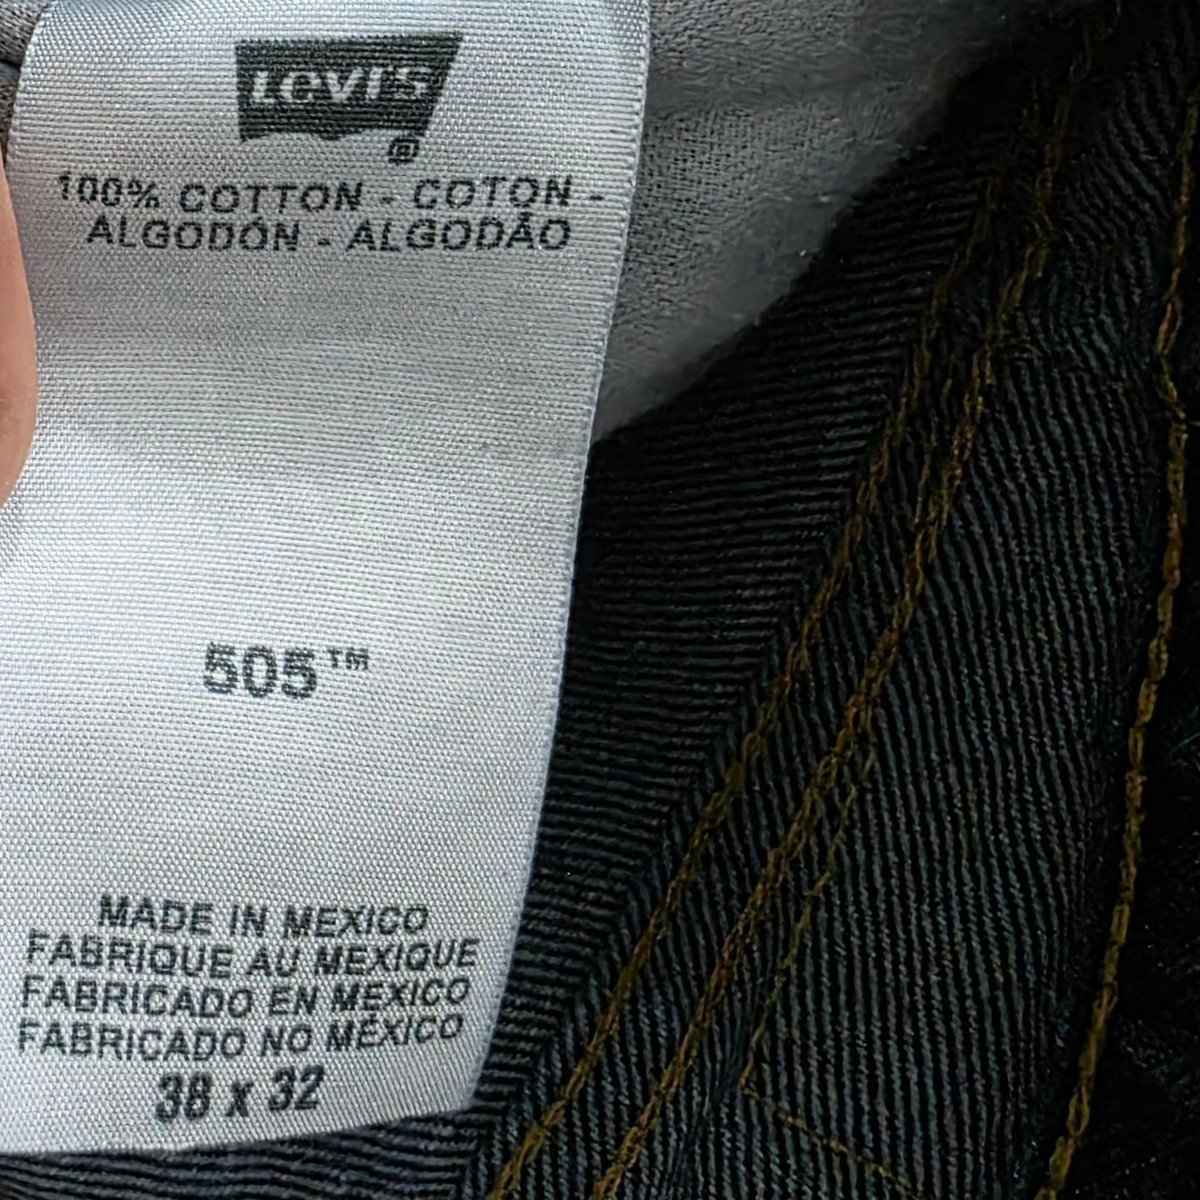 LEVI'S
®
100% COTTON - COTON -
ALGODÓN - ALGODÃO
505™
MADE IN MEXICO
FABRIQUE AU MEXIQUE
FABRICADO EN MÉXICO
FABRICADO NO MÉXICO
38 x 32